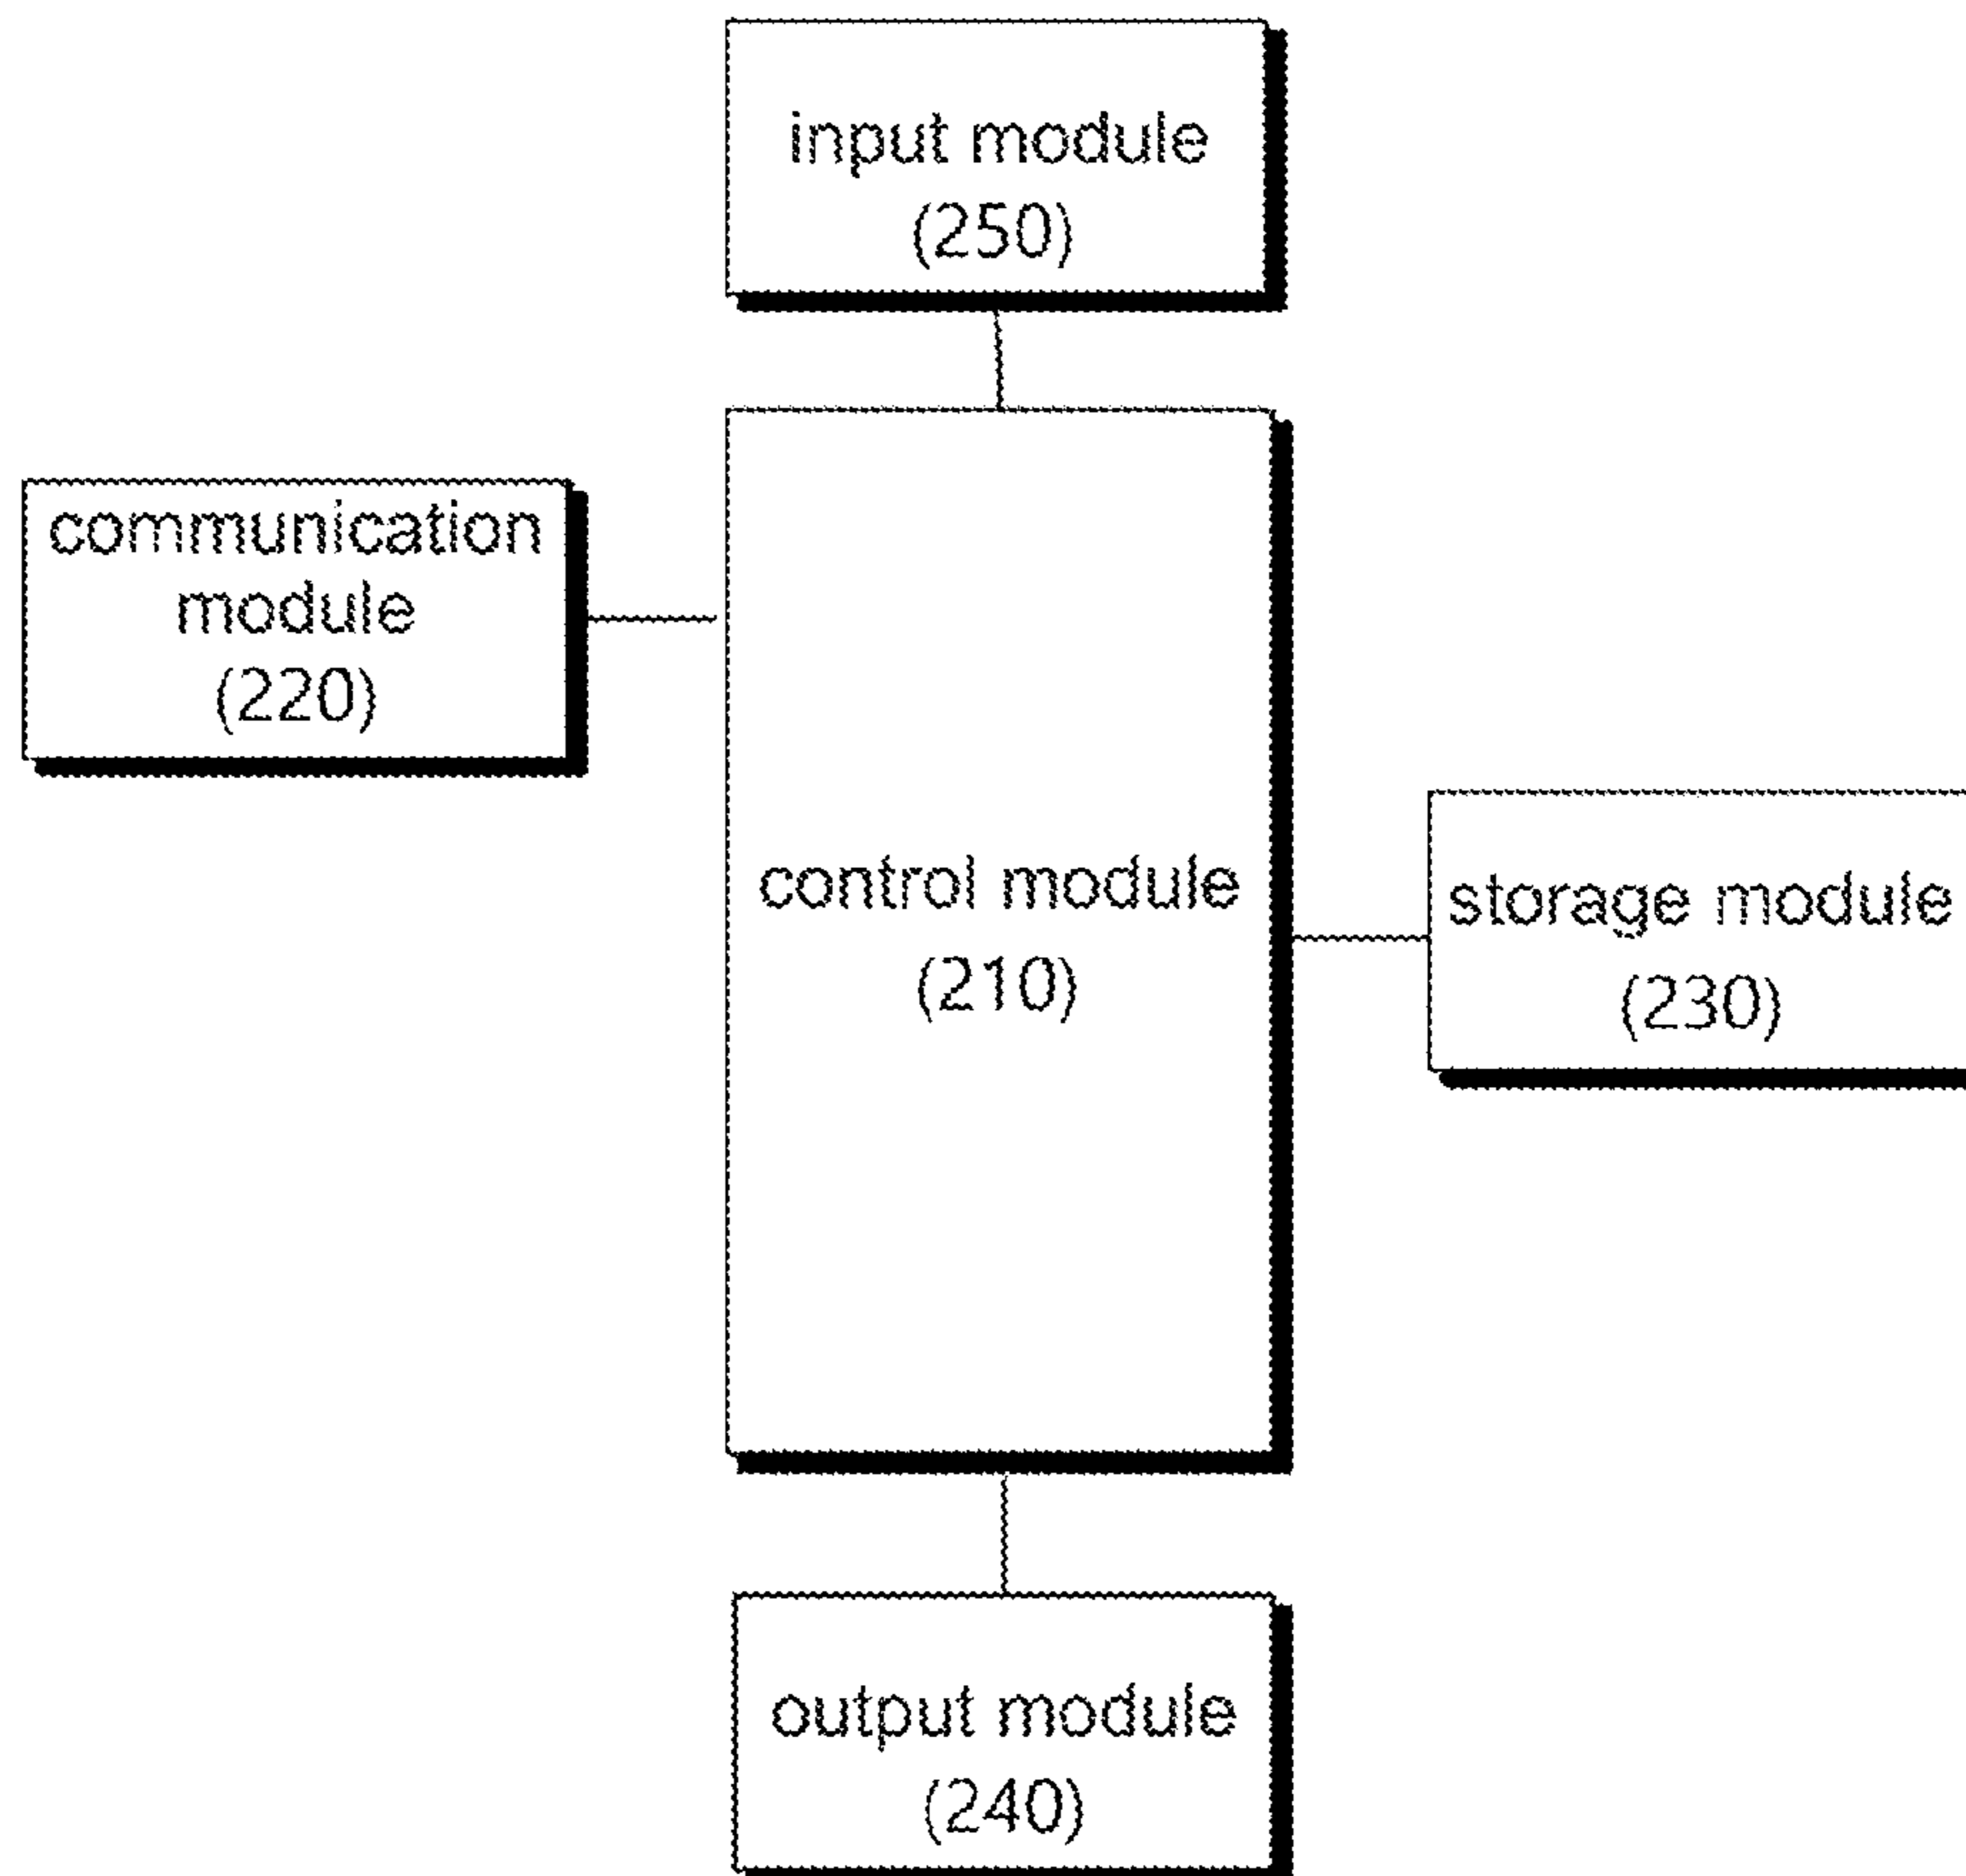 input module
(250)
communication
module
(220)
control module
(210)
storage module
(230)
output module
(240)